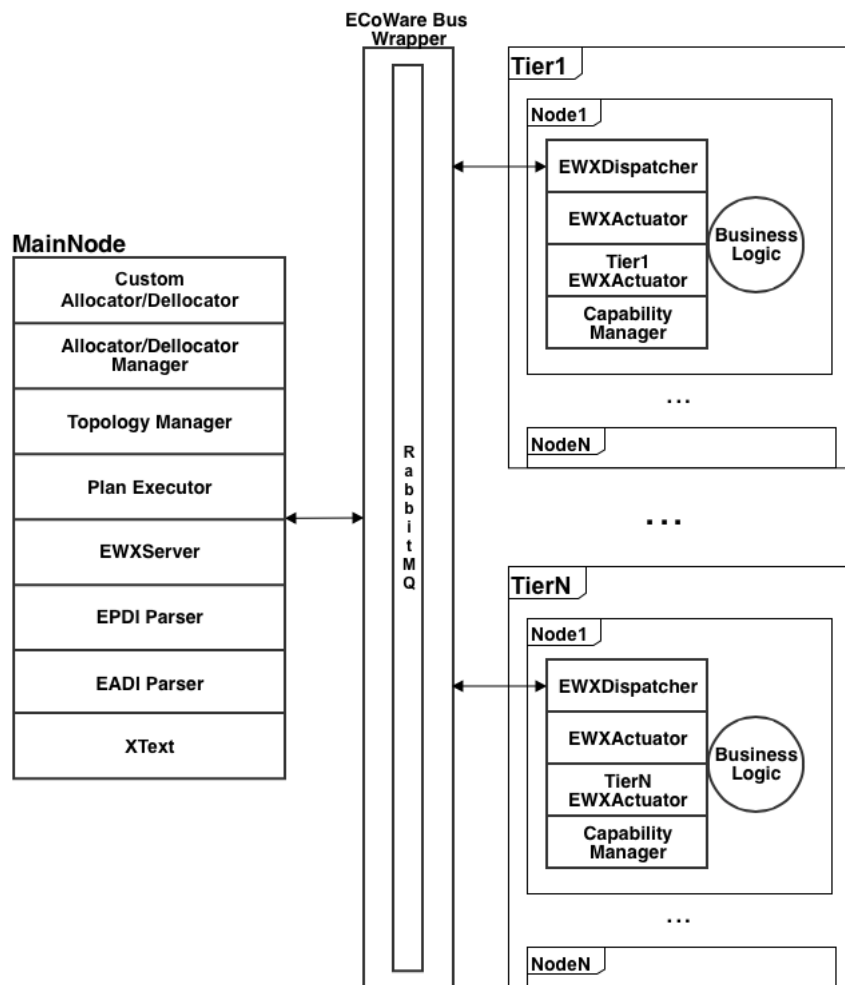 MainNode
Custom
Allocator/Dellocator
Allocator/Dellocator
Manager
Topology Manager
Plan Executor
EWXServer
EPDI Parser
EADI Parser
XText
ECoWare Bus
Wrapper
RabbitMQ
Tier1
Node1
EWXDispatcher
EWXActuator
Tier1
EWXActuator
Capability
Manager
Business
Logic
...
NodeN
...
TierN
Node1
EWXDispatcher
EWXActuator
TierN
EWXActuator
Capability
Manager
Business
Logic
...
NodeN